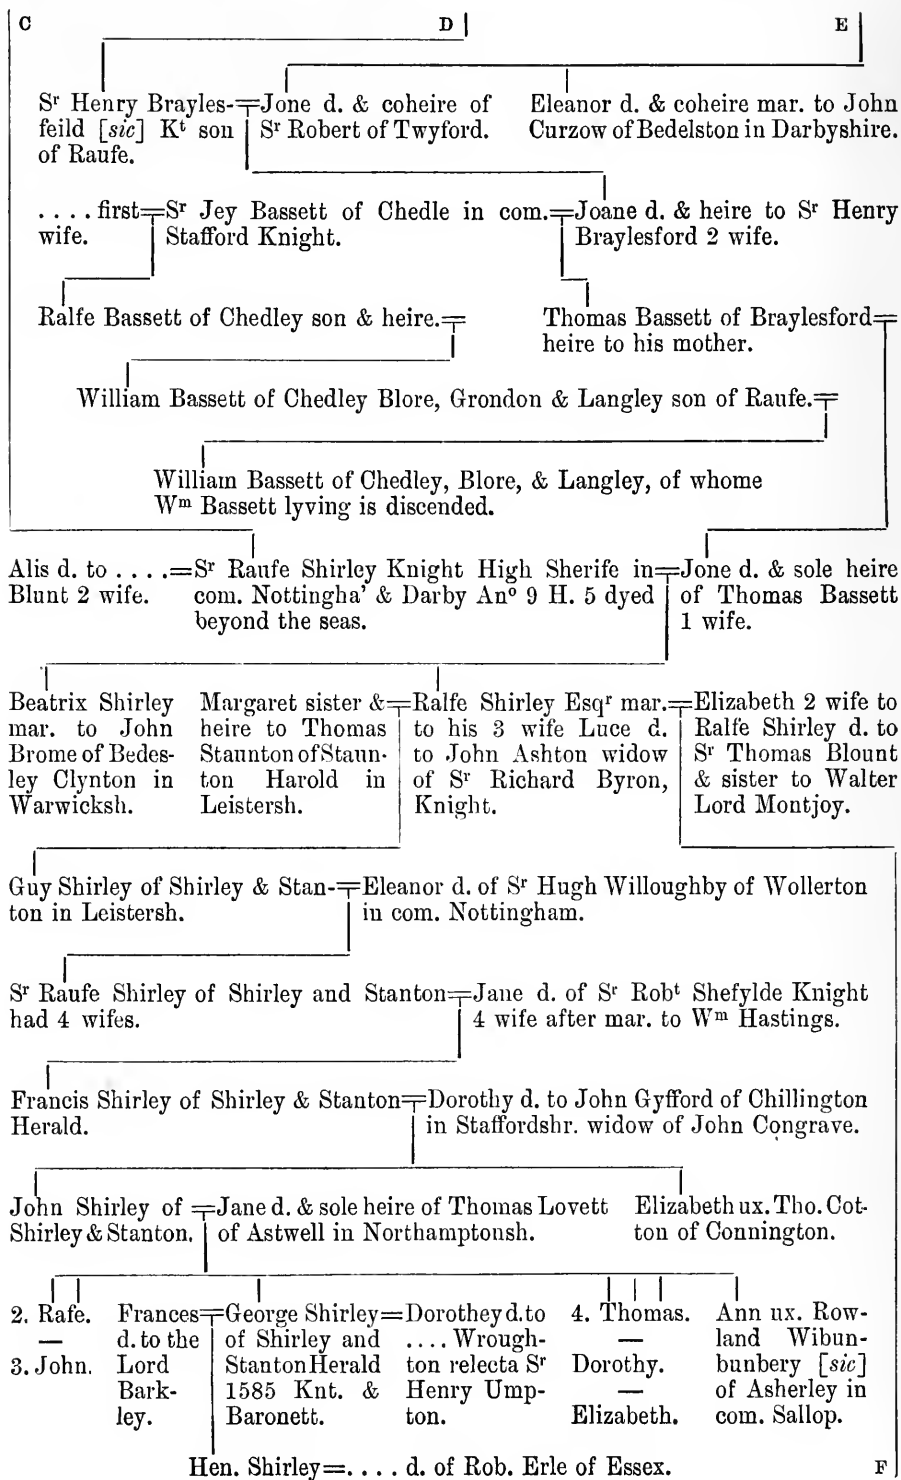 C D E
Sʳ Henry Brayles-=Jone d. & coheire of
feild [sic] Kᵗ son Sʳ Robert of Twyford.
of Raufe.
Eleanor d. & coheire mar. to John
Curzow of Bedelston in Darbyshire.
. . . . first=Sʳ Jey Bassett of Chedle in com.=Joane d. & heire to Sʳ Henry
wife. Stafford Knight. Braylesford 2 wife.
Ralfe Bassett of Chedley son & heire.=
Thomas Bassett of Braylesford=
heire to his mother.
William Bassett of Chedley Blore, Grondon & Langley son of Raufe.=
William Bassett of Chedley, Blore, & Langley, of whome
Wᵐ Bassett lyving is discended.
Alis d. to . . . .=Sʳ Raufe Shirley Knight High Sherife in=Jone d. & sole heire
Blunt 2 wife. com. Nottingha' & Darby Anº 9 H. 5 dyed of Thomas Bassett
beyond the seas. 1 wife.
Beatrix Shirley
mar. to John
Brome of Bedes-
ley Clynton in
Warwicksh.
Margaret sister &=Ralfe Shirley Esqʳ mar.=Elizabeth 2 wife to
heire to Thomas to his 3 wife Luce d. Ralfe Shirley d. to
Staunton of Staun- to John Ashton widow Sʳ Thomas Blount
ton Harold in of Sʳ Richard Byron, & sister to Walter
Leistersh. Knight. Lord Montjoy.
Guy Shirley of Shirley & Stan-=Eleanor d. of Sʳ Hugh Willoughby of Wollerton
ton in Leistersh. in com. Nottingham.
Sʳ Raufe Shirley of Shirley and Stanton=Jane d. of Sʳ Robᵗ Shefylde Knight
had 4 wifes. 4 wife after mar. to Wᵐ Hastings.
Francis Shirley of Shirley & Stanton=Dorothy d. to John Gyfford of Chillington
Herald. in Staffordshr. widow of John Congrave.
John Shirley of =Jane d. & sole heire of Thomas Lovett
Shirley & Stanton. of Astwell in Northamptonsh.
Elizabeth ux. Tho. Cot-
ton of Connington.
2. Rafe.
—
3. John.
Frances=George Shirley=Dorothey d. to
d. to the of Shirley and . . . . Wrough-
Lord Stanton Herald ton relecta Sʳ
Bark- 1585 Knt. & Henry Ump-
ley. Baronett. ton.
4. Thomas.
—
Dorothy.
—
Elizabeth.
Ann ux. Row-
land Wibun-
bunbery [sic]
of Asherley in
com. Sallop.
Hen. Shirley=. . . . d. of Rob. Erle of Essex.
F